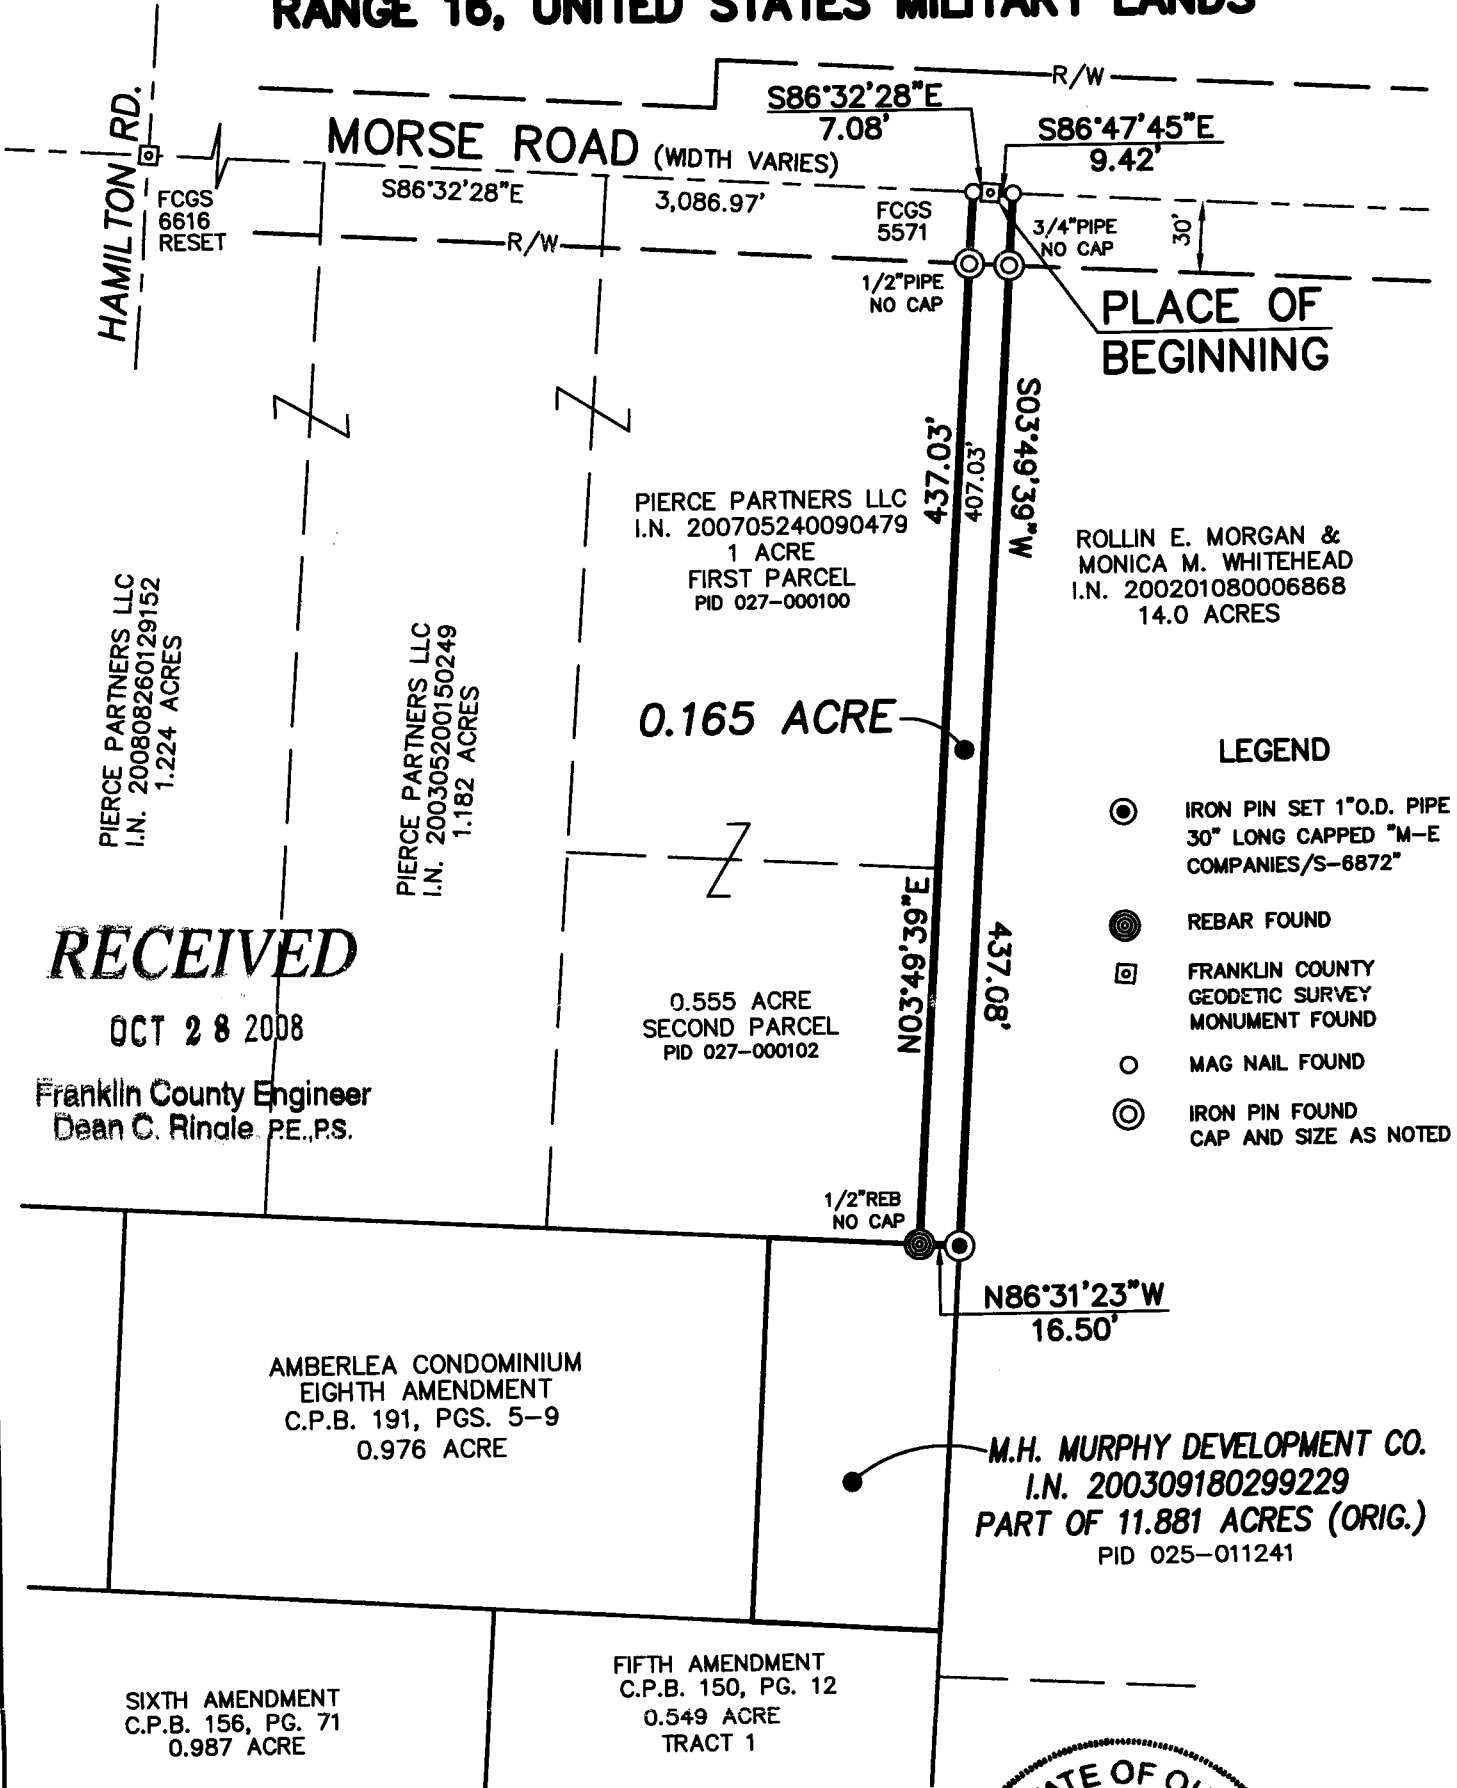 RANGE 16, UNITED STATES MILITARY LANDS
R/W
S86°32'28"E
7.08'
S86°47'45"E
9.42'
HAMILTON RD.
MORSE ROAD (WIDTH VARIES)
S86°32'28"E
3,086.97'
FCGS
6616
RESET
FCGS
5571
3/4"PIPE
NO CAP
30'
R/W
1/2"PIPE
NO CAP
PLACE OF
BEGINNING
437.03'
407.03'
S03°49'39"W
PIERCE PARTNERS LLC
I.N. 200705240090479
1 ACRE
FIRST PARCEL
PID 027-000100
ROLLIN E. MORGAN &
MONICA M. WHITEHEAD
I.N. 200201080006868
14.0 ACRES
PIERCE PARTNERS LLC
I.N. 200808260129152
1.224 ACRES
PIERCE PARTNERS LLC
I.N. 200305200150249
1.182 ACRES
0.165 ACRE
LEGEND
IRON PIN SET 1"O.D. PIPE
30" LONG CAPPED "M-E
COMPANIES/S-6872"
REBAR FOUND
FRANKLIN COUNTY
GEODETIC SURVEY
MONUMENT FOUND
MAG NAIL FOUND
IRON PIN FOUND
CAP AND SIZE AS NOTED
N03°49'39"E
437.08'
RECEIVED
OCT 28 2008
Franklin County Engineer
Dean C. Ringle P.E.,P.S.
0.555 ACRE
SECOND PARCEL
PID 027-000102
1/2"REB
NO CAP
N86°31'23"W
16.50'
AMBERLEA CONDOMINIUM
EIGHTH AMENDMENT
C.P.B. 191, PGS. 5-9
0.976 ACRE
M.H. MURPHY DEVELOPMENT CO.
I.N. 200309180299229
PART OF 11.881 ACRES (ORIG.)
PID 025-011241
SIXTH AMENDMENT
C.P.B. 156, PG. 71
0.987 ACRE
FIFTH AMENDMENT
C.P.B. 150, PG. 12
0.549 ACRE
TRACT 1
OF